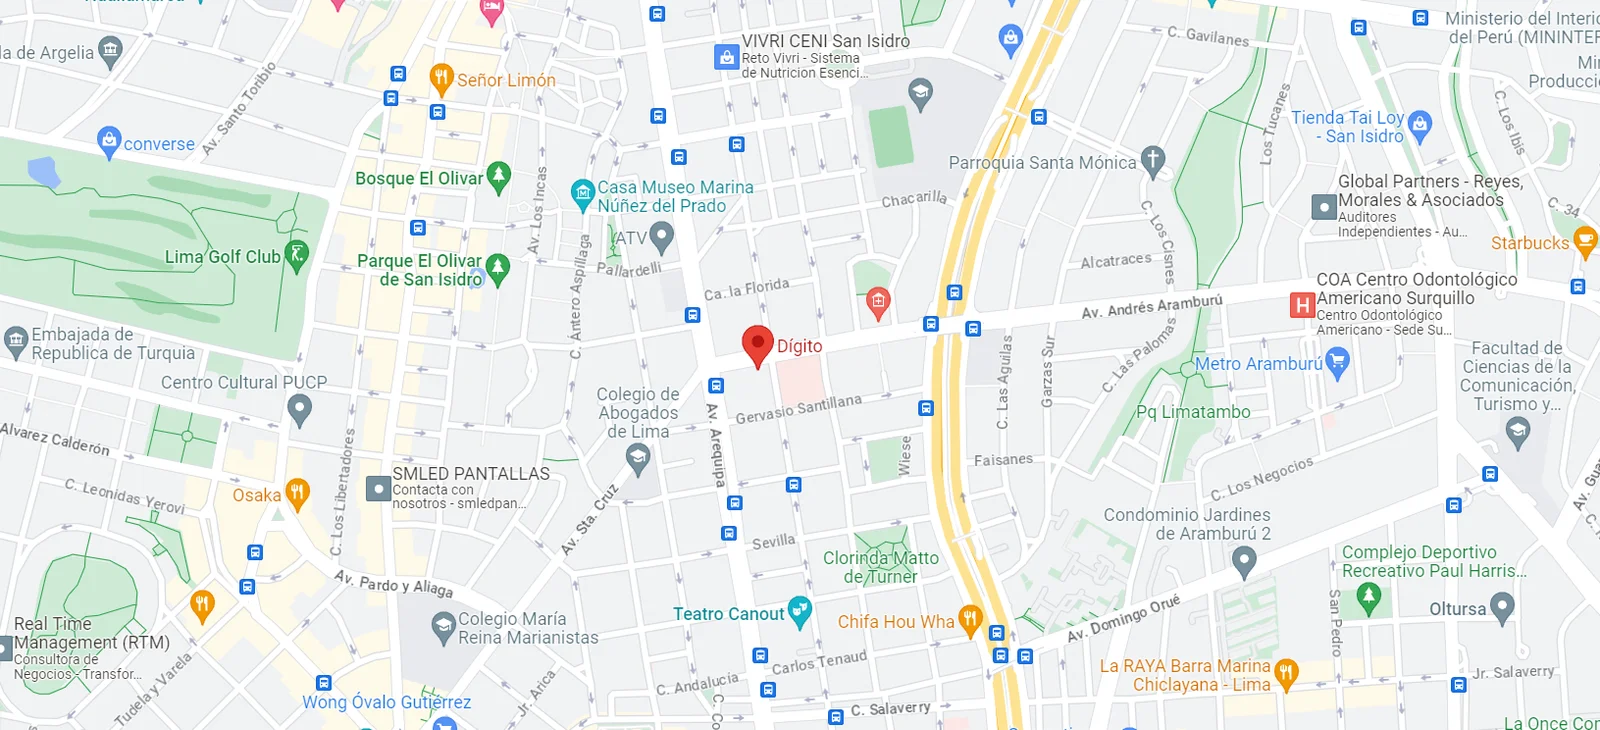 VIVRI CENI San Isidro
Reto Vivri - Sistema
de Nutricion Esenci...
C. Gavilanes
Ministerio del Interi
del Perú (MININTER
Producció
la de Argelia
Av. Santo Toribio
Señor Limón
converse
Bosque El Olivar
Av. Los Incas
Casa Museo Marina
Núñez del Prado
ATV
Parroquia Santa Mónica
Chacarilla
Los Tucanes
Tienda Tai Loy
- San Isidro
C. Los Ibis
Global Partners - Reyes,
Morales & Asociados
Auditores
Independientes - Au...
C. 34
Starbucks
Lima Golf Club
Parque El Olivar
de San Isidro
C. Ántero Aspíllaga
Pallardelli
Ca. la Florida
C. Los Cisnes
Alcatraces
Av. Andrés Aramburú
COA Centro Odontológico
Americano Surquillo
Centro Odontológico
Americano - Sede Su...
Embajada de
Republica de Turquia
Dígito
C. Las Aguilas
Garzas Sur
C. Las Palomas
Metro Aramburú
Facultad de
Ciencias de la
Comunicación,
Turismo y...
Centro Cultural PUCP
Colegio de
Abogados
de Lima
Av. Arequipa
Gervasio Santillana
Wiese
Pq Limatambo
Alvarez Calderón
C. Los Libertadores
SMLED PANTALLAS
Contacta con
nosotros - smledpan...
Faisanes
C. Los Negocios
C. Leonidas Yerovi
Osaka
Av. Sta. Cruz
Sevilla
Condominio Jardines
de Aramburú 2
Clorinda Matto
de Turner
Complejo Deportivo
Recreativo Paul Harris...
Av. Pardo y Aliaga
Real Time
Management (RTM)
Consultora de
Negocios - Transfor...
Colegio María
Reina Marianistas
Teatro Canout
Chifa Hou Wha
Av. Domingo Orué
San Pedro
Oltursa
Tudela y Varela
Wong Óvalo Gutiérrez
Jr. Arica
C. Andalucia
Carlos Tenaud
C. Salaverry
La RAYA Barra Marina
Chiclayana - Lima
Jr. Salaverry
La Once Con